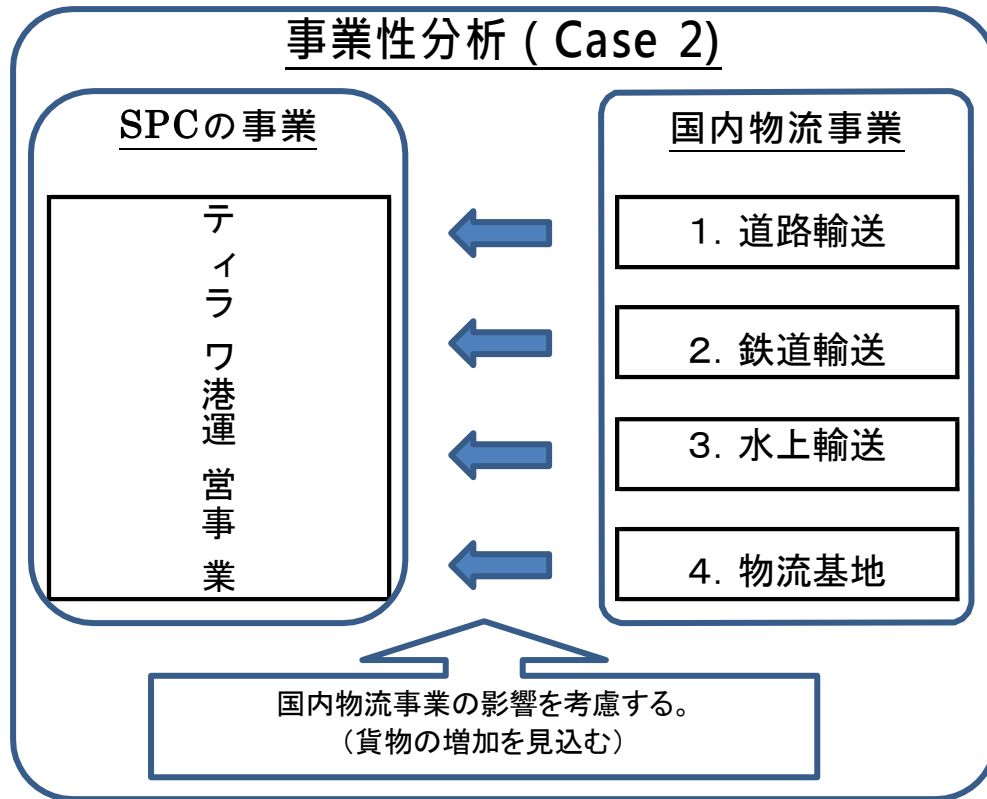 事業性分析 ( Case 2)
SPCの事業
ティラワ港運営事業
国内物流事業
1. 道路輸送
2. 鉄道輸送
3. 水上輸送
4. 物流基地
国内物流事業の影響を考慮する。
（貨物の増加を見込む）